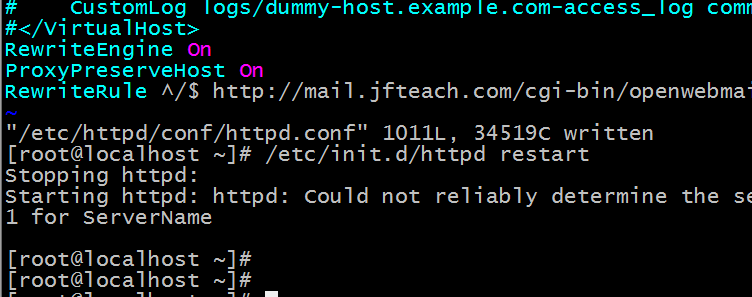 #    CustomLog logs/dummy-host.example.com-access_log
#</VirtualHost>
RewriteEngine On
ProxyPreserveHost On
RewriteRule ^/$ http://mail.jfteach.com/cgi-bin/openwebma
~
"/etc/httpd/conf/httpd.conf" 1011L, 34519C written
[root@localhost ~]# /etc/init.d/httpd restart
Stopping httpd:
Starting httpd: httpd: Could not reliably determine the se
1 for ServerName
[root@localhost ~]#
[root@localhost ~]#